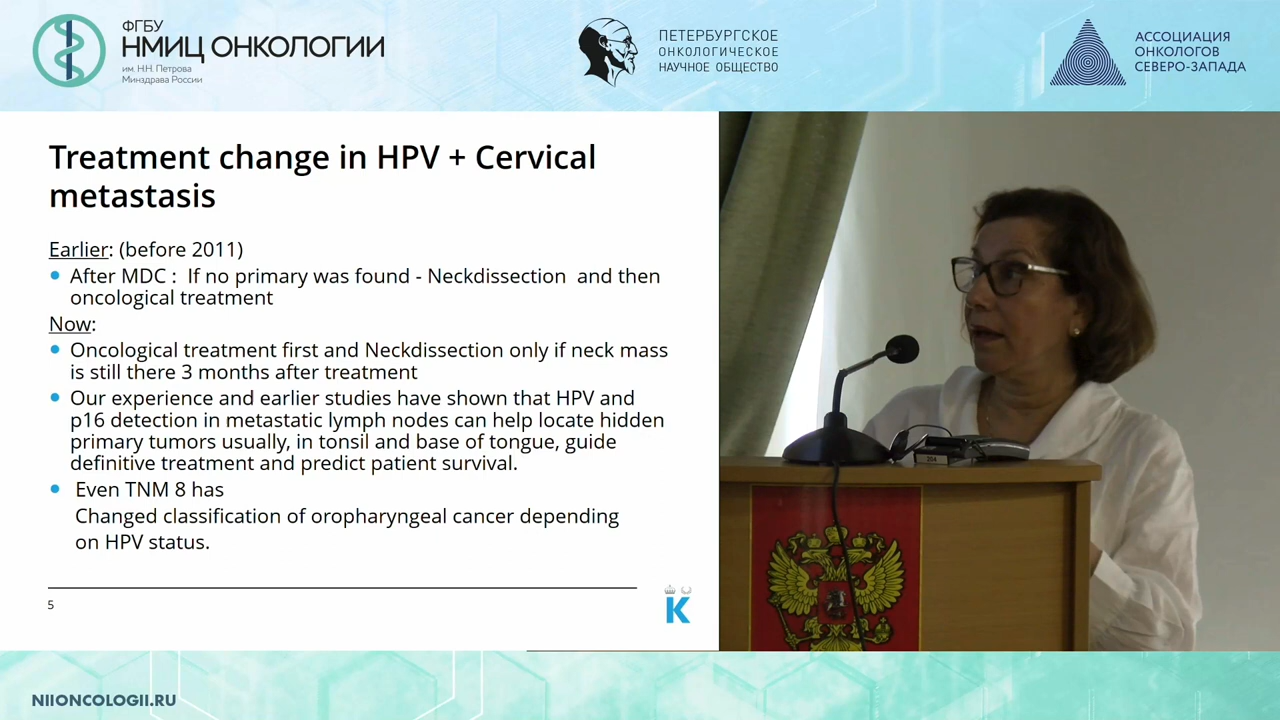 ФГБУ
НМИЦ ОНКОЛОГИИ
им. Н.Н. Петрова
Минздрава России
ПЕТЕРБУРГСКОЕ
ОНКОЛОГИЧЕСКОЕ
НАУЧНОЕ ОБЩЕСТВО
АССОЦИАЦИЯ
ОНКОЛОГОВ
СЕВЕРО-ЗАПАДА
Treatment change in HPV + Cervical
metastasis
Earlier: (before 2011)
After MDC : If no primary was found - Neckdissection and then
oncological treatment
Now:
Oncological treatment first and Neckdissection only if neck mass
is still there 3 months after treatment
Our experience and earlier studies have shown that HPV and
p16 detection in metastatic lymph nodes can help locate hidden
primary tumors usually, in tonsil and base of tongue, guide
definitive treatment and predict patient survival.
Even TNM 8 has
Changed classification of oropharyngeal cancer depending
on HPV status.
5
K
204
NIIONCOLOGII.RU